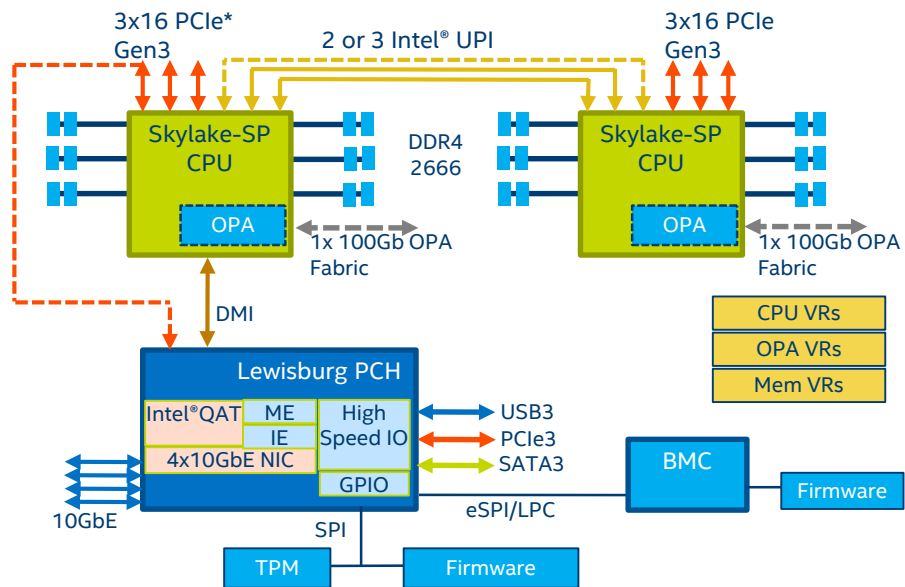 3x16 PCIe*
Gen3
2 or 3 Intel® UPI
3x16 PCIe
Gen3
Skylake-SP
CPU
DDR4
2666
Skylake-SP
CPU
OPA
OPA
1x 100Gb OPA
Fabric
1x 100Gb OPA
Fabric
DMI
CPU VRs
OPA VRs
Mem VRs
Lewisburg PCH
Intel®QAT
ME
IE
High
Speed IO
4x10GbE NIC
GPIO
USB3
PCIe3
SATA3
BMC
Firmware
10GbE
eSPI/LPC
SPI
TPM
Firmware